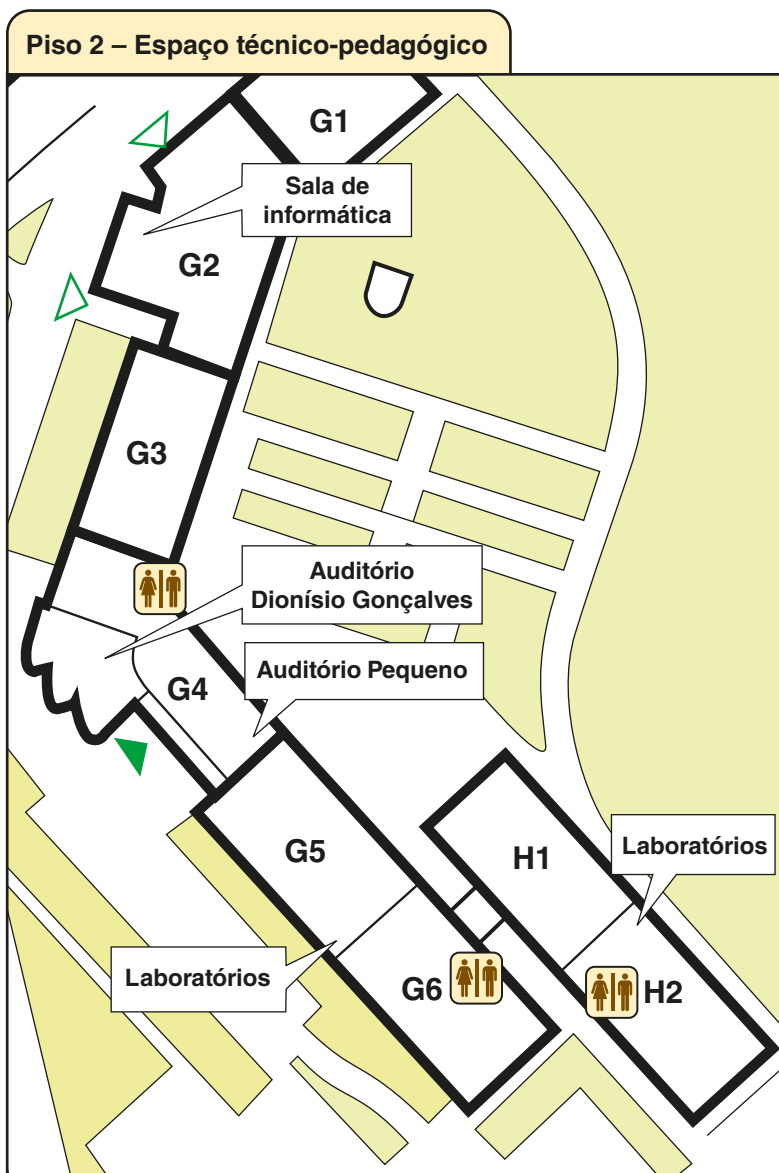 Piso 2 – Espaço técnico-pedagógico
G1
Sala de
informática
G2
G3
Auditório
Dionísio Gonçalves
Auditório Pequeno
G4
G5
H1
Laboratórios
Laboratórios
G6
H2